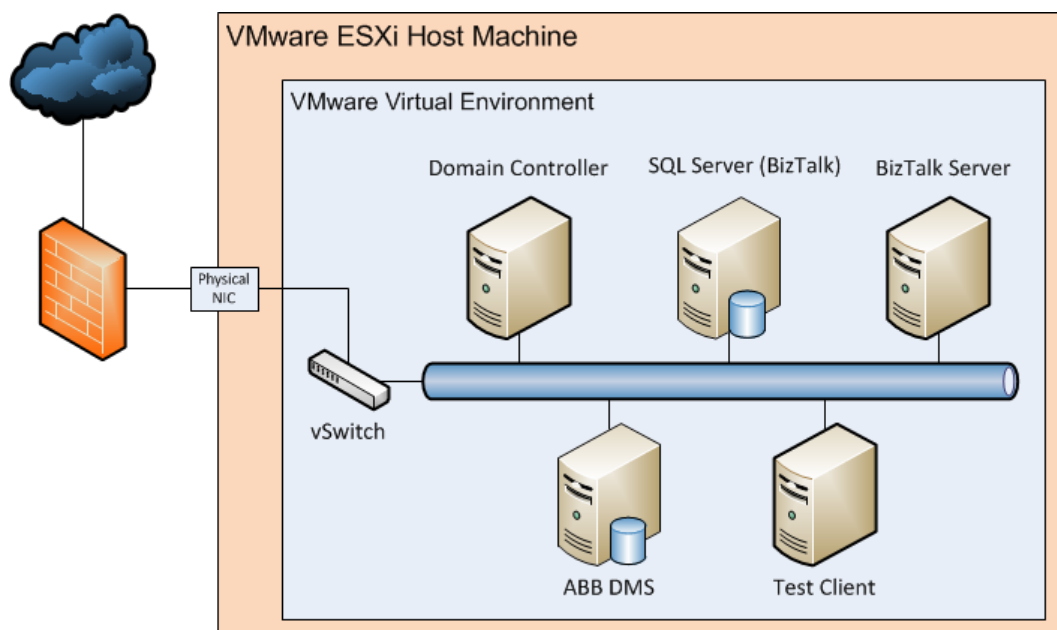 VMware ESXi Host Machine
VMware Virtual Environment
Domain Controller
SQL Server (BizTalk)
BizTalk Server
Physical
NIC
vSwitch
ABB DMS
Test Client